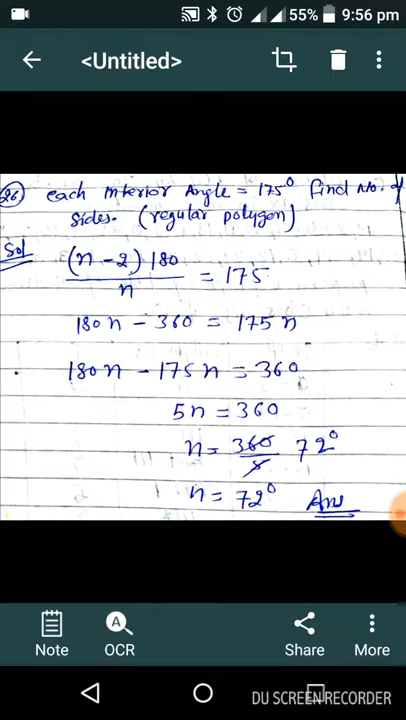 55% 9:56 pm
<Untitled>
(26) each Interior Angle = 175° find No. of
Sides. (regular polygon)
Sol
(n - 2) 180 / n = 175
180n - 360 = 175n
180n - 175n = 360
5n = 360
n = 360/5 72°
n = 72° Ans
Note OCR Share More
DU SCREEN RECORDER